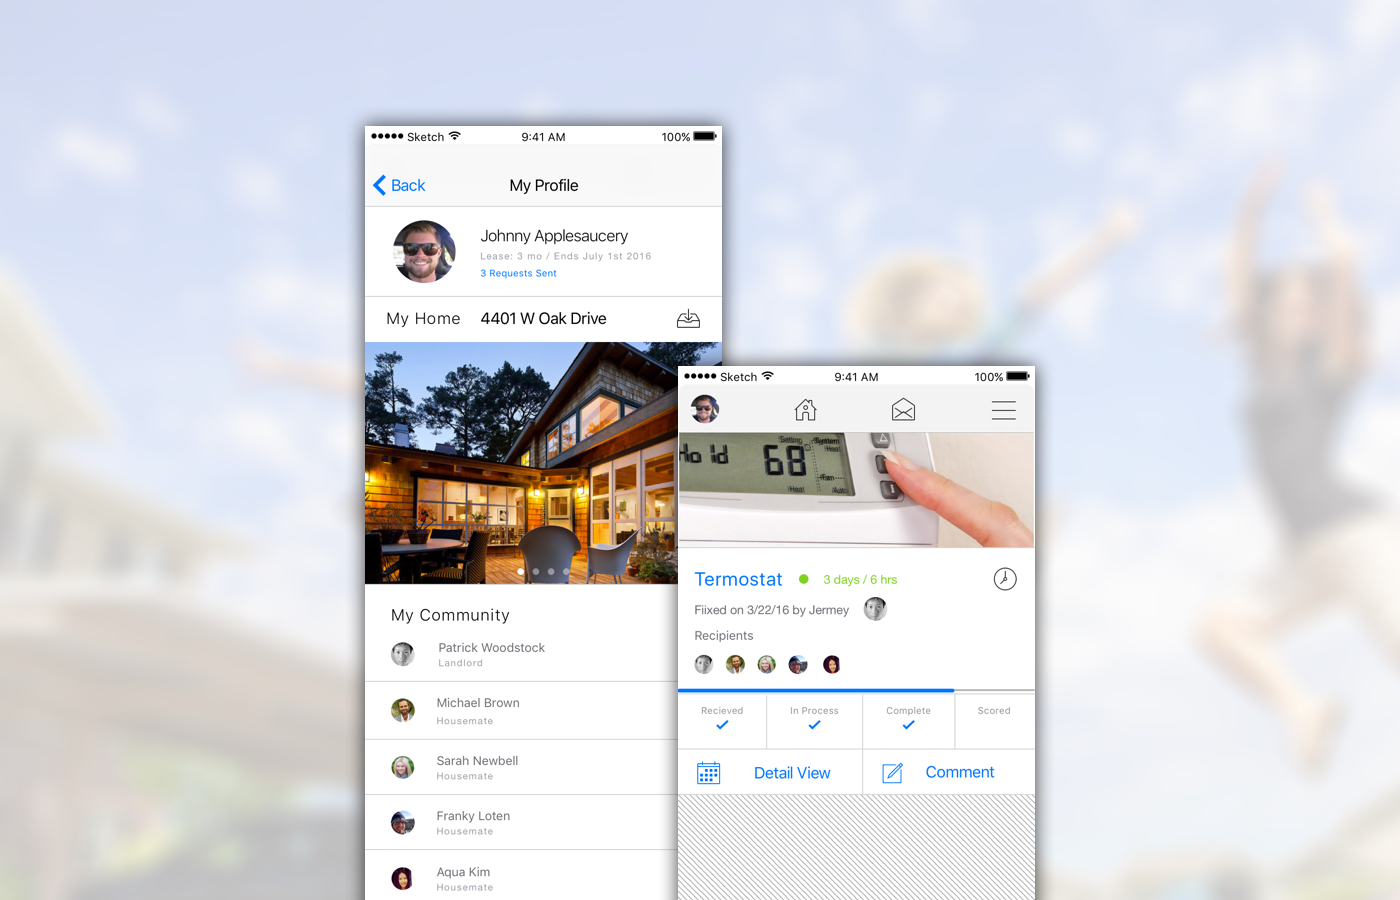 Sketch 9:41 AM 100%
Back My Profile
Johnny Applesaucery
Lease: 3 mo / Ends July 1st 2016
3 Requests Sent
My Home 4401 W Oak Drive
My Community
Patrick Woodstock
Landlord
Michael Brown
Housemate
Sarah Newbell
Housemate
Franky Loten
Housemate
Aqua Kim
Housemate
Sketch 9:41 AM 100%
Setting System
Heat
Hold 68
Fan
Heat Auto
Termostat 3 days / 6 hrs
Fiixed on 3/22/16 by Jermey
Recipients
Recieved In Process Complete Scored
Detail View Comment